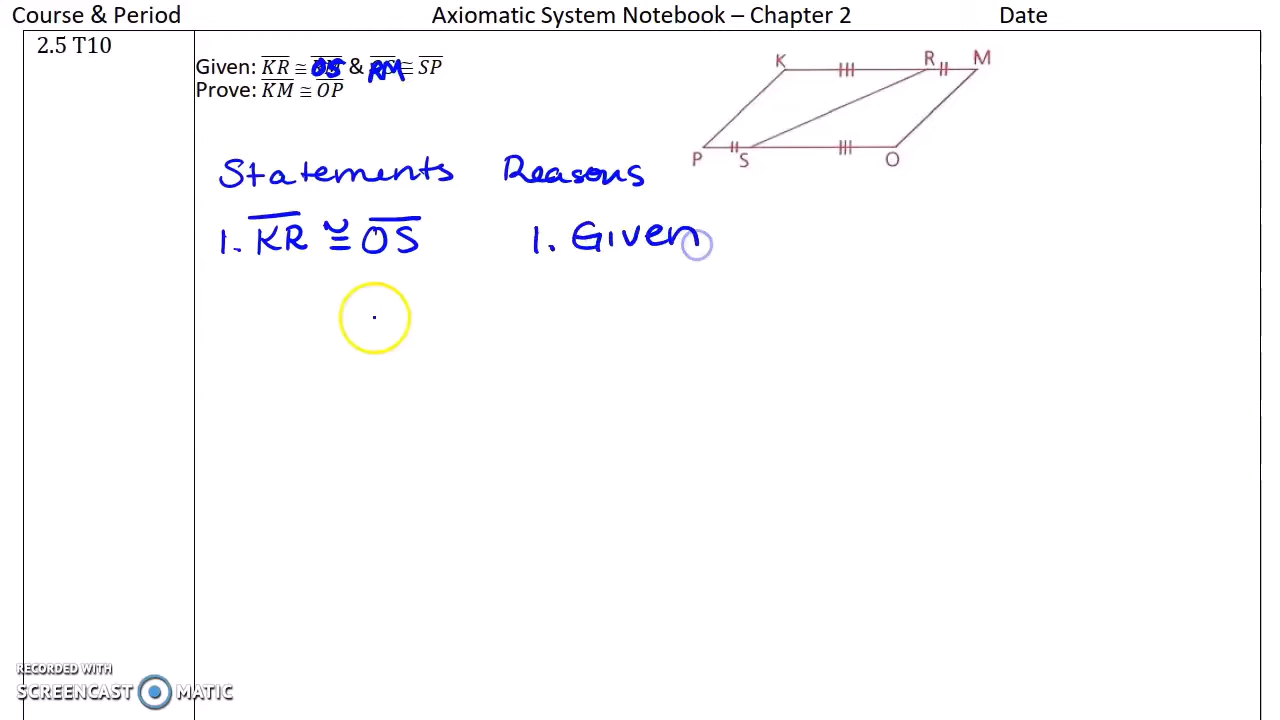 Course & Period Axiomatic System Notebook – Chapter 2 Date
2.5 T10
Given: KR ≅ OS & RM ≅ SP
Prove: KM ≅ OP
K R M
P S O
Statements Reasons
1. KR ≅ OS 1. Given
RECORDED WITH
SCREENCAST MATIC